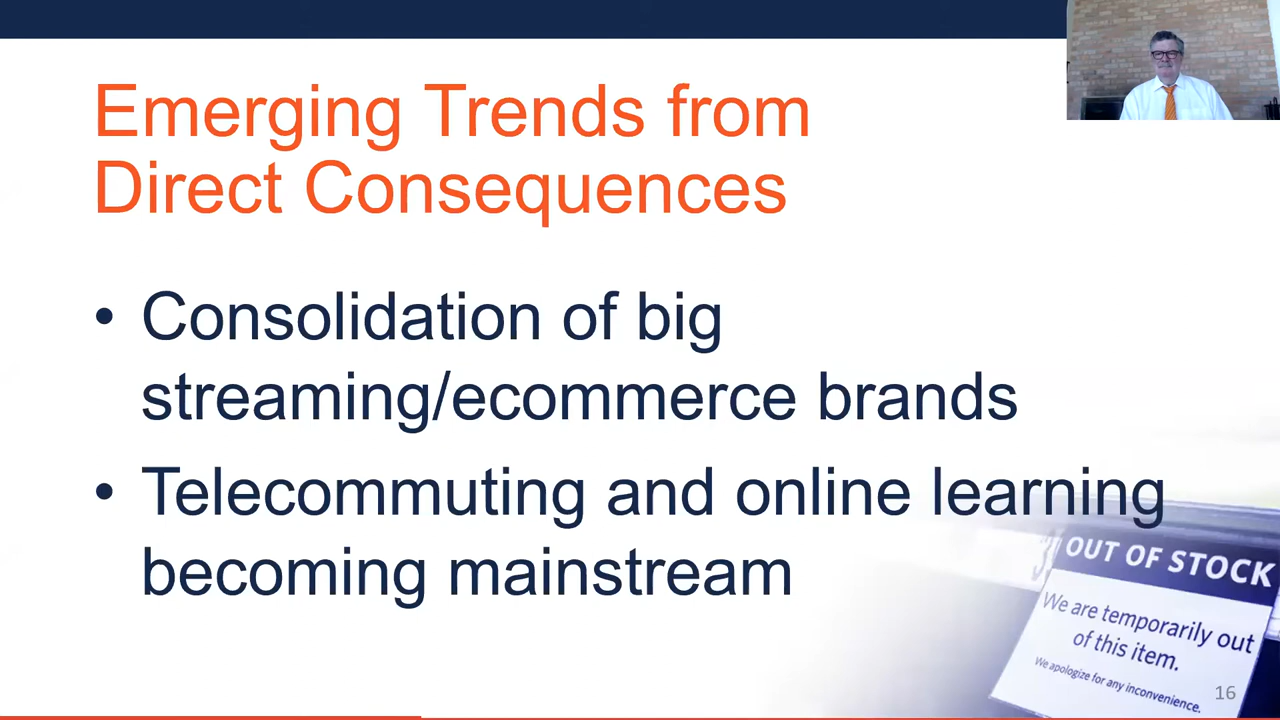 Emerging Trends from
Direct Consequences
• Consolidation of big
streaming/ecommerce brands
• Telecommuting and online learning
becoming mainstream
OUT OF STOCK
We are temporarily out
of this item.
We apologize for any inconvenience.
16